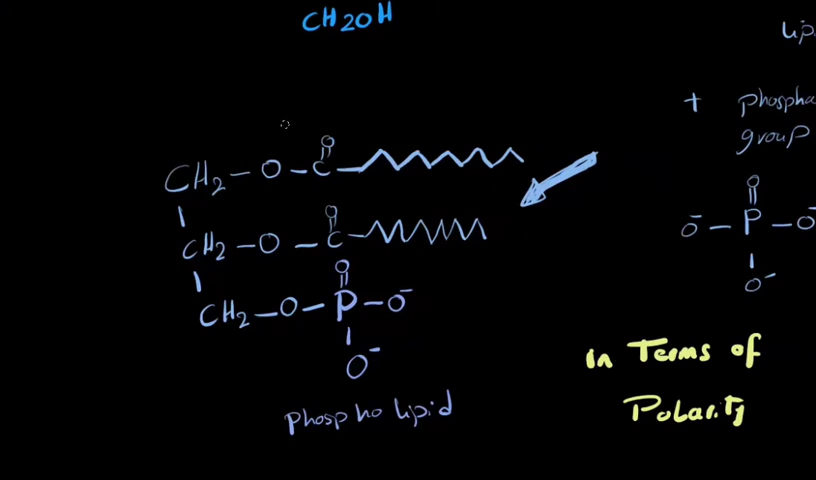 CH2OH
lip
+ phospha
group
O
CH2-O-C
O
O
O⁻-P-O⁻
CH2-O-C
O⁻
O
CH2-O-P-O⁻
O⁻
in Terms of
Polarity
phospho lipid